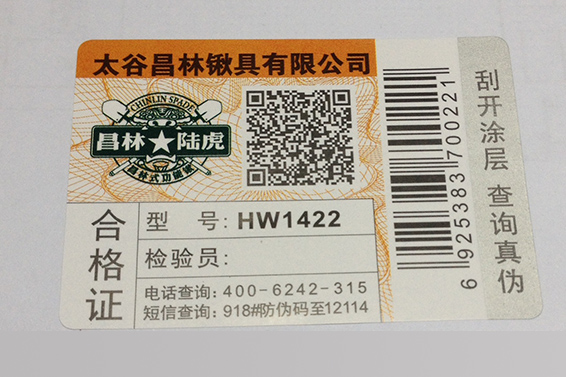 太谷昌林锹具有限公司
CHINLIN SPADE
昌林★陆虎
合格证
型 号: HW1422
检验员:
电话查询: 400-6242-315
短信查询: 918#防伪码至12114
6 925383 700221
刮开涂层 查询真伪